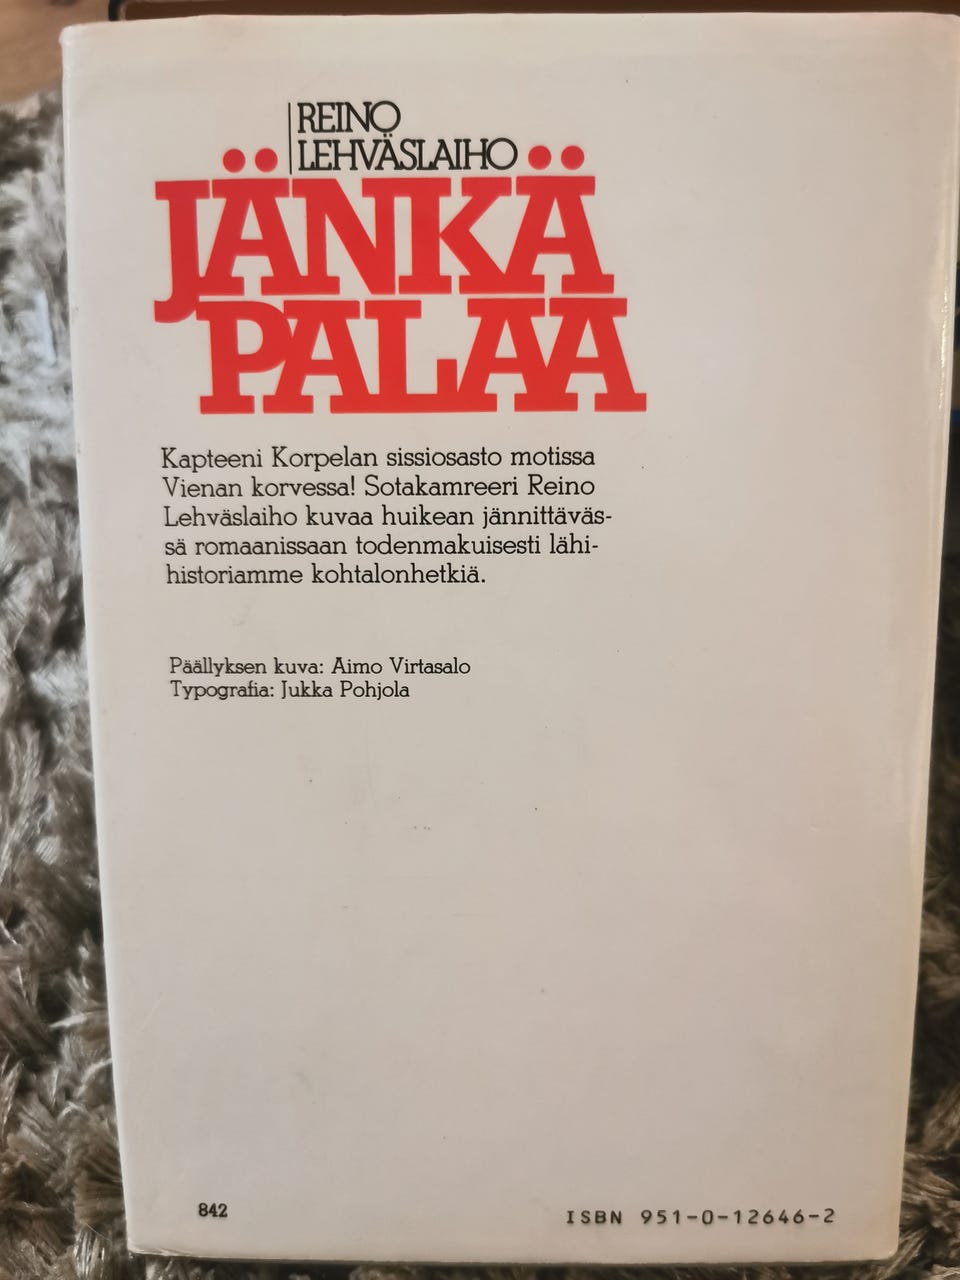 REINO
LEHVÄSLAIHO
JÄNKÄ
PALAA
Kapteeni Korpelan sissiosasto motissa
Vienan korvessa! Sotakamreeri Reino
Lehväslaiho kuvaa huikean jännittäväs-
sä romaanissaan todenmakuisesti lähi-
historiamme kohtalonhetkiä.
Päällyksen kuva: Aimo Virtasalo
Typografia: Jukka Pohjola
842
ISBN 951-0-12646-2